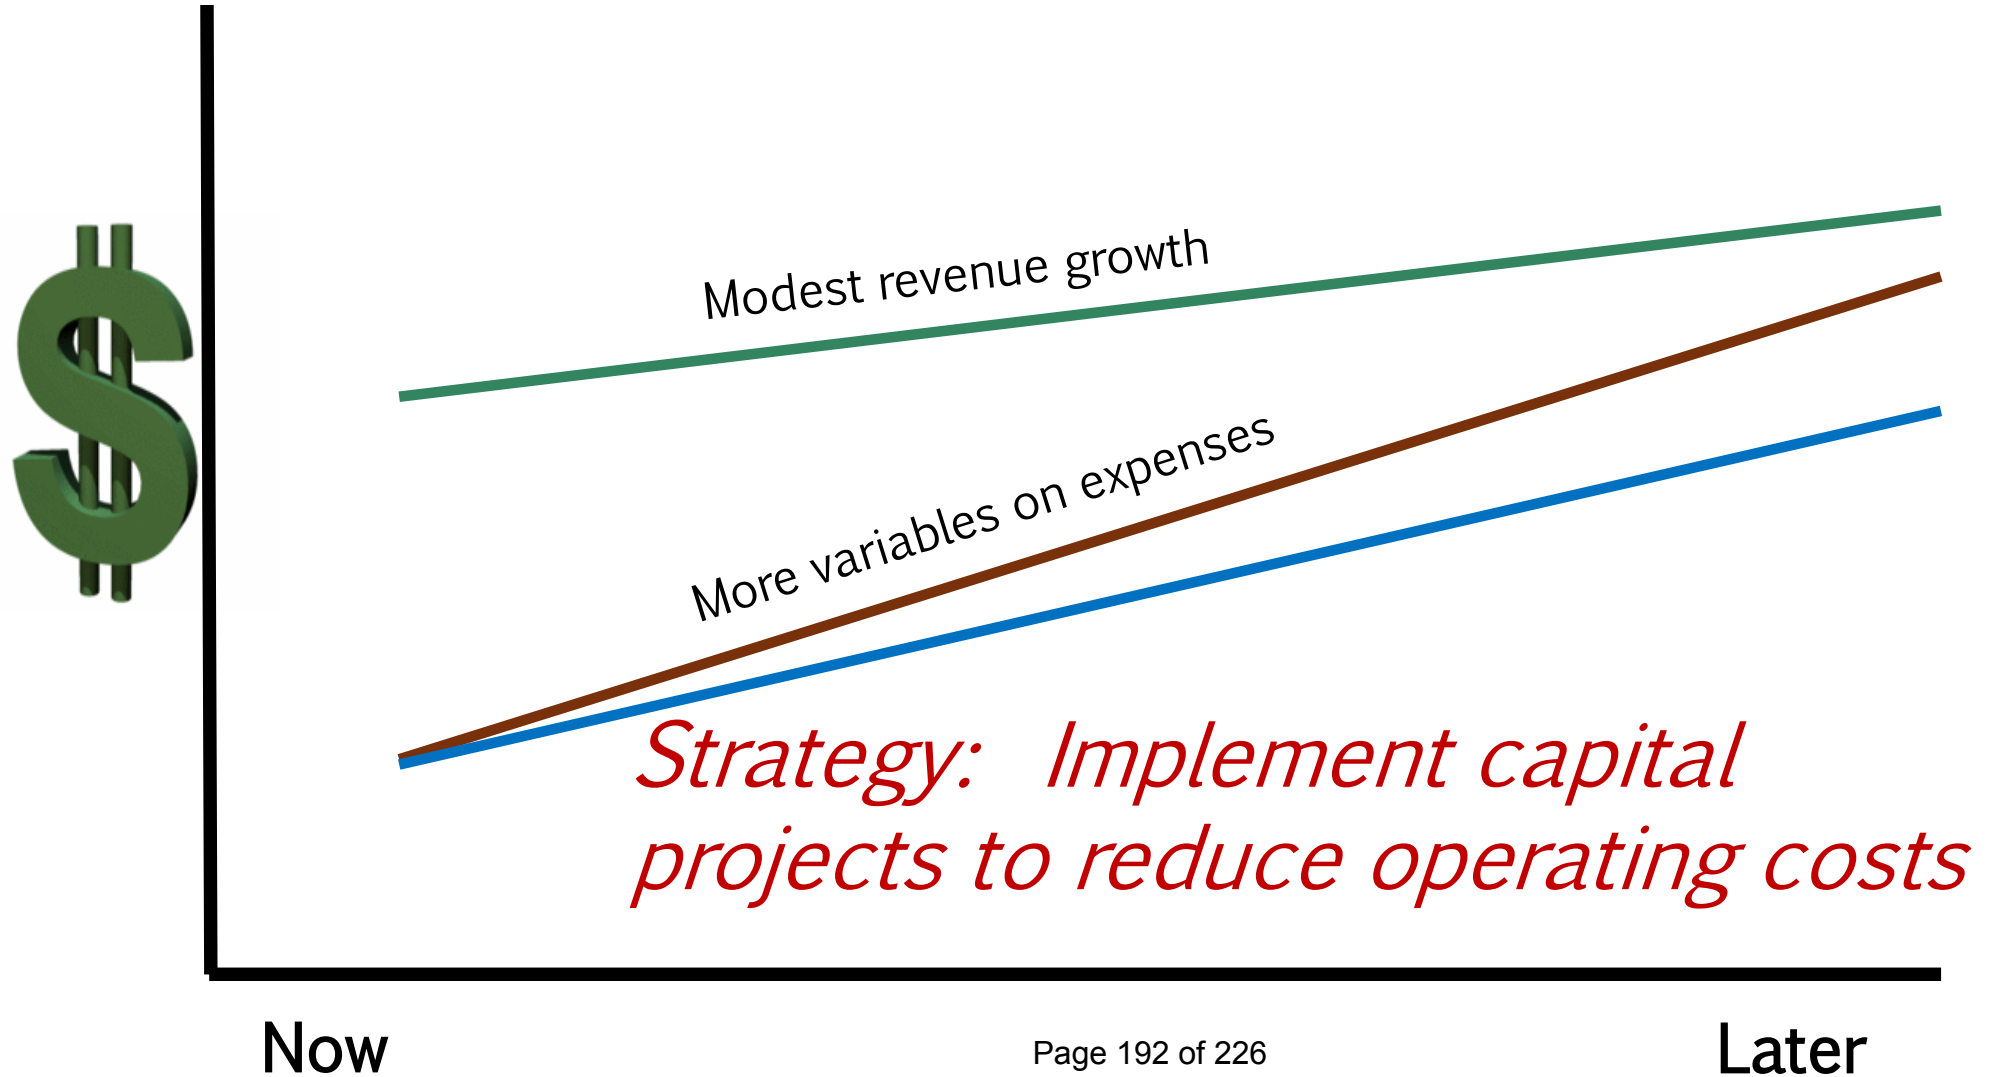 $
Modest revenue growth
More variables on expenses
Strategy: Implement capital
projects to reduce operating costs
Now
Page 192 of 226
Later